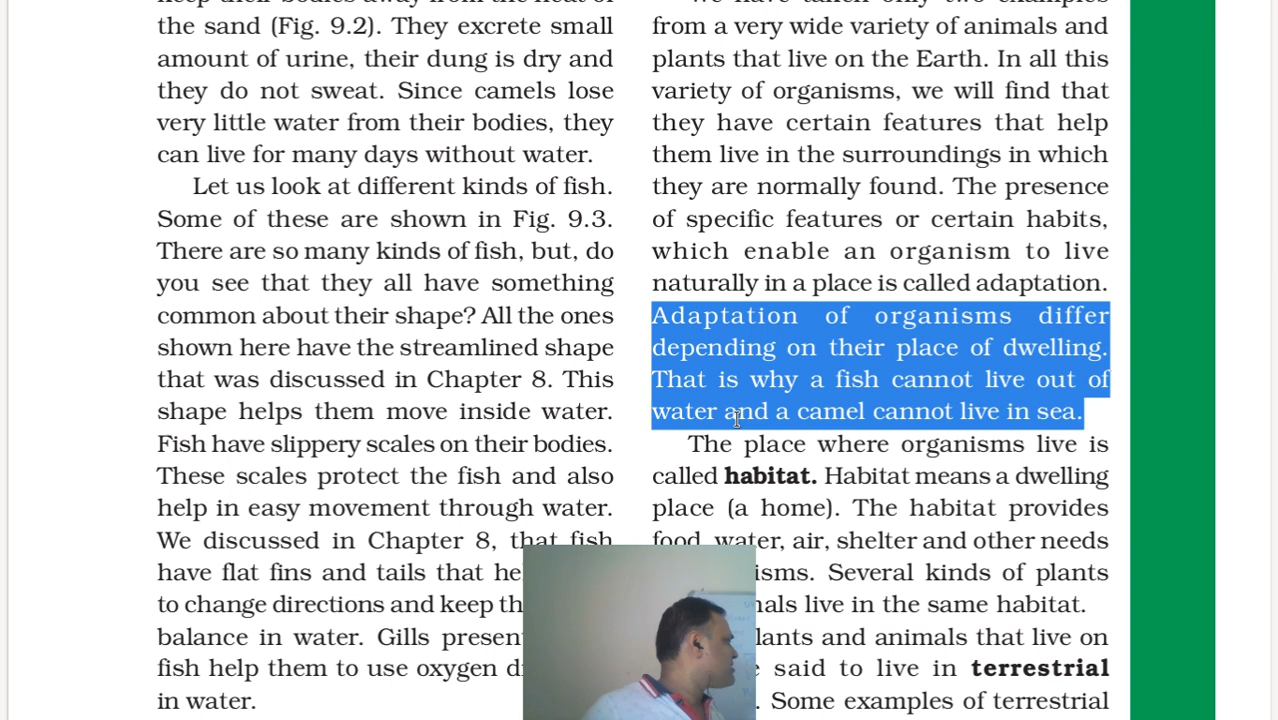 the sand (Fig. 9.2). They excrete small
amount of urine, their dung is dry and
they do not sweat. Since camels lose
very little water from their bodies, they
can live for many days without water.
Let us look at different kinds of fish.
Some of these are shown in Fig. 9.3.
There are so many kinds of fish, but, do
you see that they all have something
common about their shape? All the ones
shown here have the streamlined shape
that was discussed in Chapter 8. This
shape helps them move inside water.
Fish have slippery scales on their bodies.
These scales protect the fish and also
help in easy movement through water.
We discussed in Chapter 8, that fish
have flat fins and tails that
to change directions and keep
balance in water. Gills
fish help them to use oxygen
in water.
from a very wide variety of animals and
plants that live on the Earth. In all this
variety of organisms, we will find that
they have certain features that help
them live in the surroundings in which
they are normally found. The presence
of specific features or certain habits,
which enable an organism to live
naturally in a place is called adaptation.
Adaptation of organisms differ
depending on their place of dwelling.
That is why a fish cannot live out of
water and a camel cannot live in sea.
The place where organisms live is
called habitat. Habitat means a dwelling
place (a home). The habitat provides
food, water, air, shelter and other needs
Several kinds of plants
live in the same habitat.
and animals that live on
said to live in terrestrial
Some examples of terrestrial